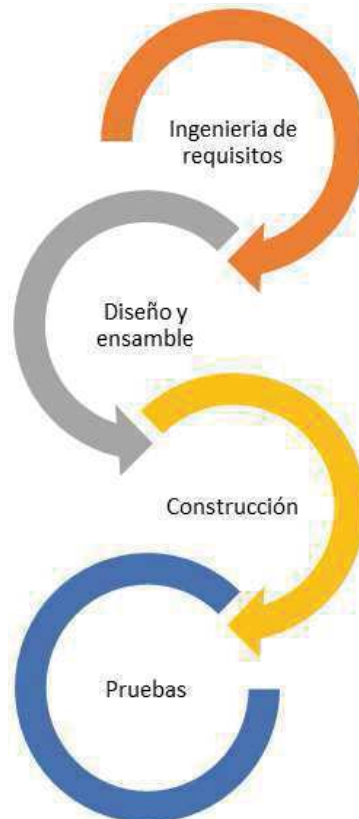 Ingenieria de
requisitos
Diseño y
ensamble
Construcción
Pruebas